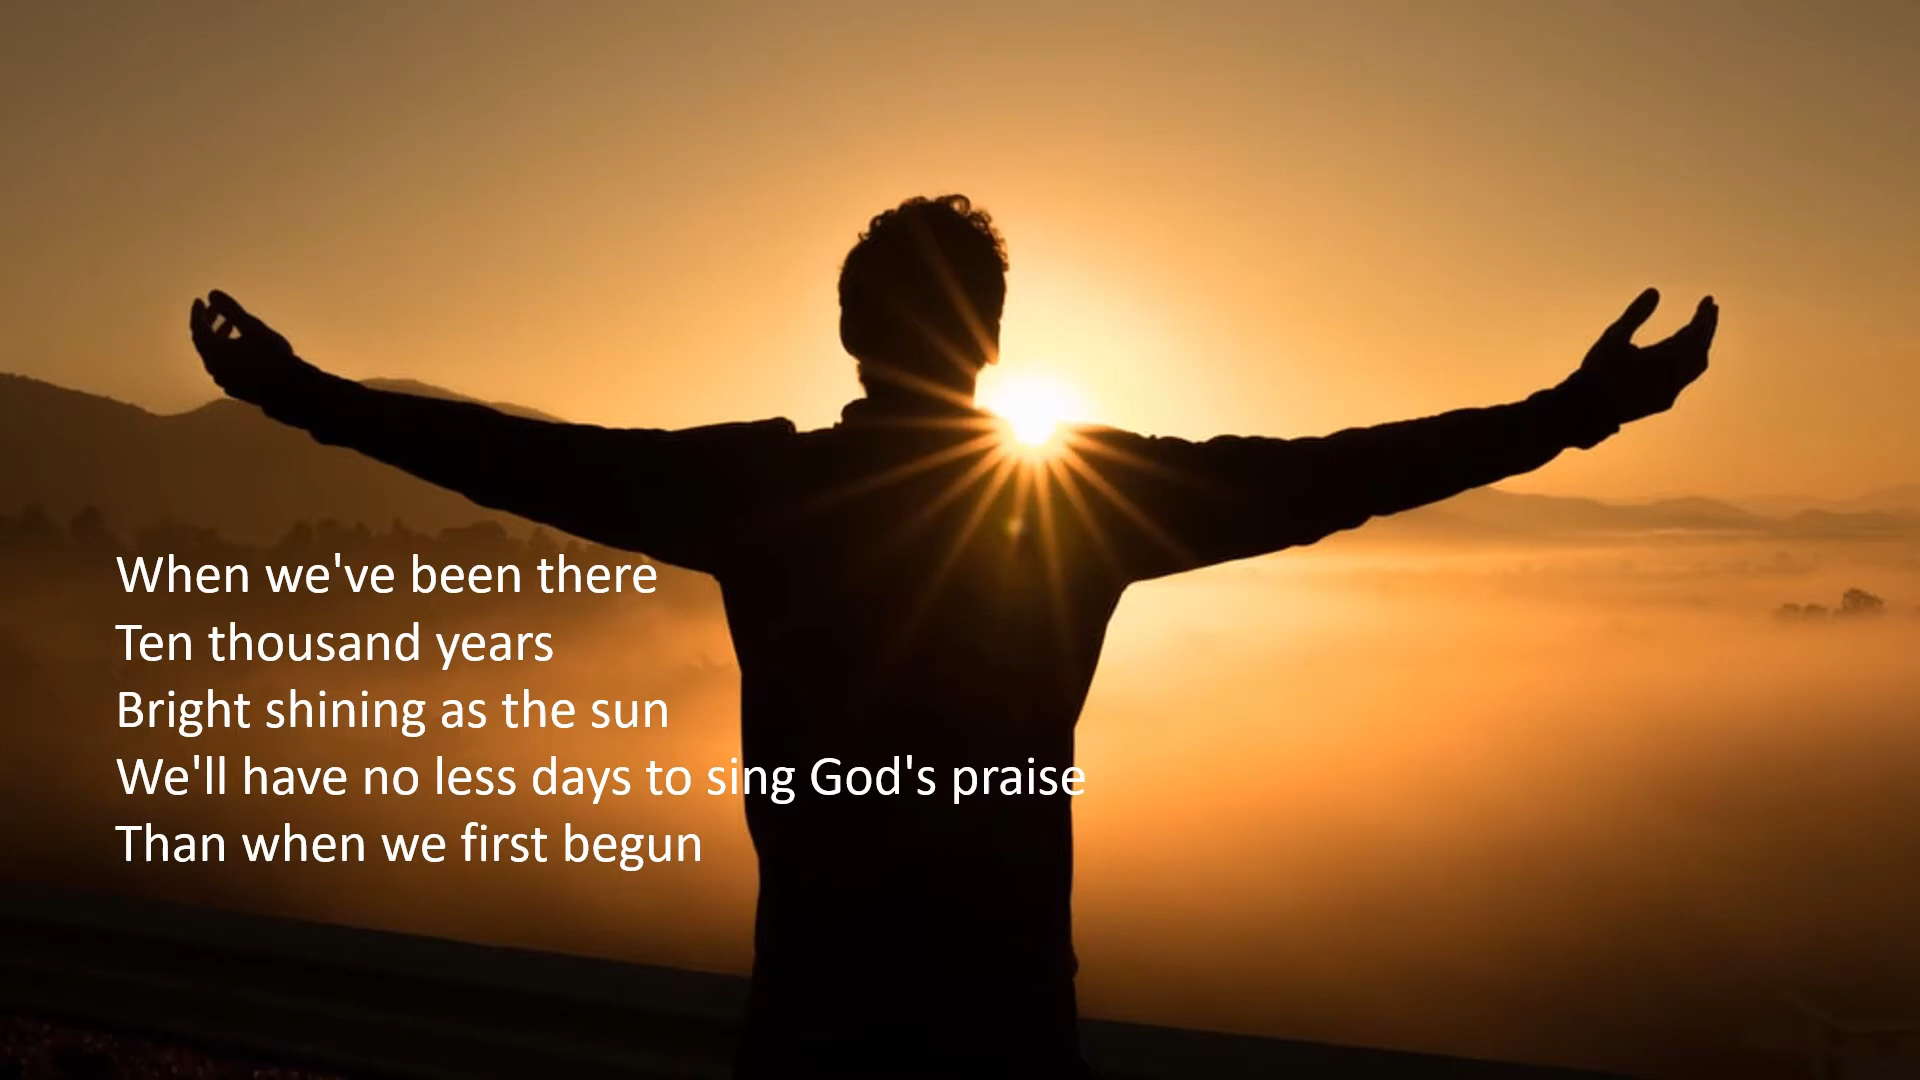 When we've been there
Ten thousand years
Bright shining as the sun
We'll have no less days to sing God's praise
Than when we first begun